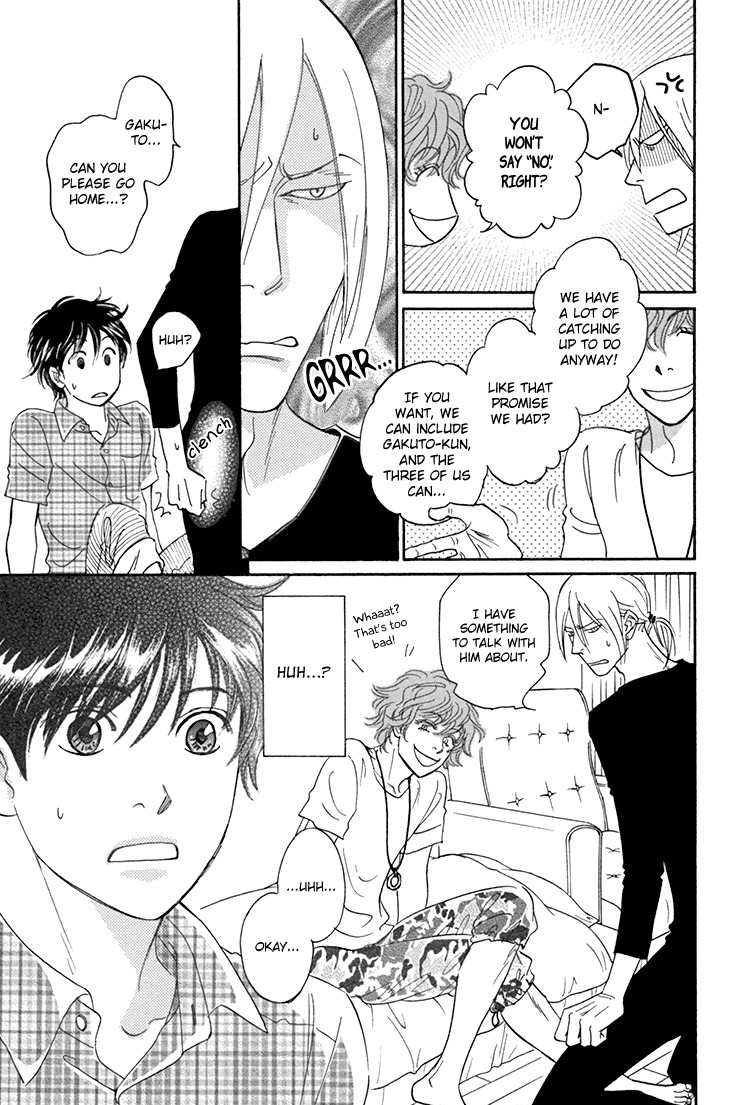 N-
YOU
WON'T
SAY "NO,"
RIGHT?
WE HAVE
A LOT OF
CATCHING
UP TO DO
ANYWAY!
LIKE THAT
PROMISE
WE HAD?
IF YOU
WANT, WE
CAN INCLUDE
GAKUTO-KUN,
AND THE
THREE OF US
CAN...
GRRR...
GAKU-
TO...
CAN YOU
PLEASE GO
HOME...?
HUH?
clench
I HAVE
SOMETHING
TO TALK WITH
HIM ABOUT.
Whaaat?
That's too
bad!
HUH...?
...UHH...
OKAY...